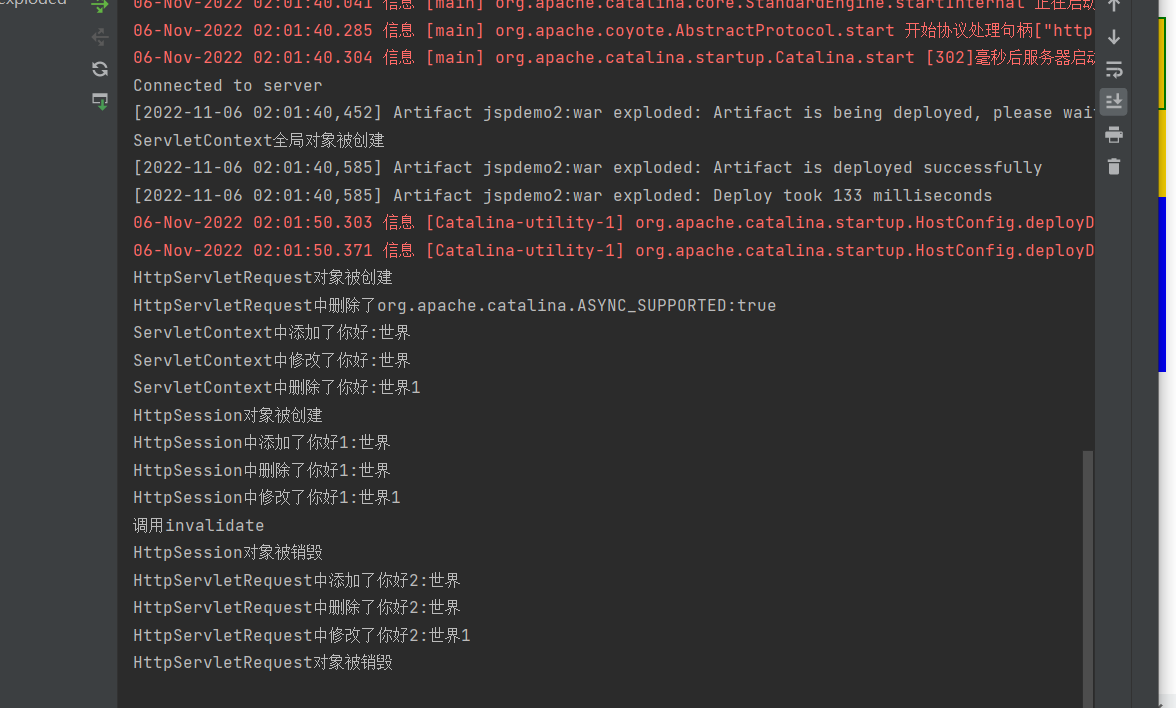 exploded
06-Nov-2022 02:01:40.041 信息 [main] org.apache.catalina.core.StandardEngine.startInternal 正在启动
06-Nov-2022 02:01:40.285 信息 [main] org.apache.coyote.AbstractProtocol.start 开始协议处理句柄["http
06-Nov-2022 02:01:40.304 信息 [main] org.apache.catalina.startup.Catalina.start [302]毫秒后服务器启动
Connected to server
[2022-11-06 02:01:40,452] Artifact jspdemo2:war exploded: Artifact is being deployed, please wai
ServletContext全局对象被创建
[2022-11-06 02:01:40,585] Artifact jspdemo2:war exploded: Artifact is deployed successfully
[2022-11-06 02:01:40,585] Artifact jspdemo2:war exploded: Deploy took 133 milliseconds
06-Nov-2022 02:01:50.303 信息 [Catalina-utility-1] org.apache.catalina.startup.HostConfig.deployD
06-Nov-2022 02:01:50.371 信息 [Catalina-utility-1] org.apache.catalina.startup.HostConfig.deployD
HttpServletRequest对象被创建
HttpServletRequest中删除了org.apache.catalina.ASYNC_SUPPORTED:true
ServletContext中添加了你好:世界
ServletContext中修改了你好:世界
ServletContext中删除了你好:世界1
HttpSession对象被创建
HttpSession中添加了你好1:世界
HttpSession中删除了你好1:世界
HttpSession中修改了你好1:世界1
调用invalidate
HttpSession对象被销毁
HttpServletRequest中添加了你好2:世界
HttpServletRequest中删除了你好2:世界
HttpServletRequest中修改了你好2:世界1
HttpServletRequest对象被销毁